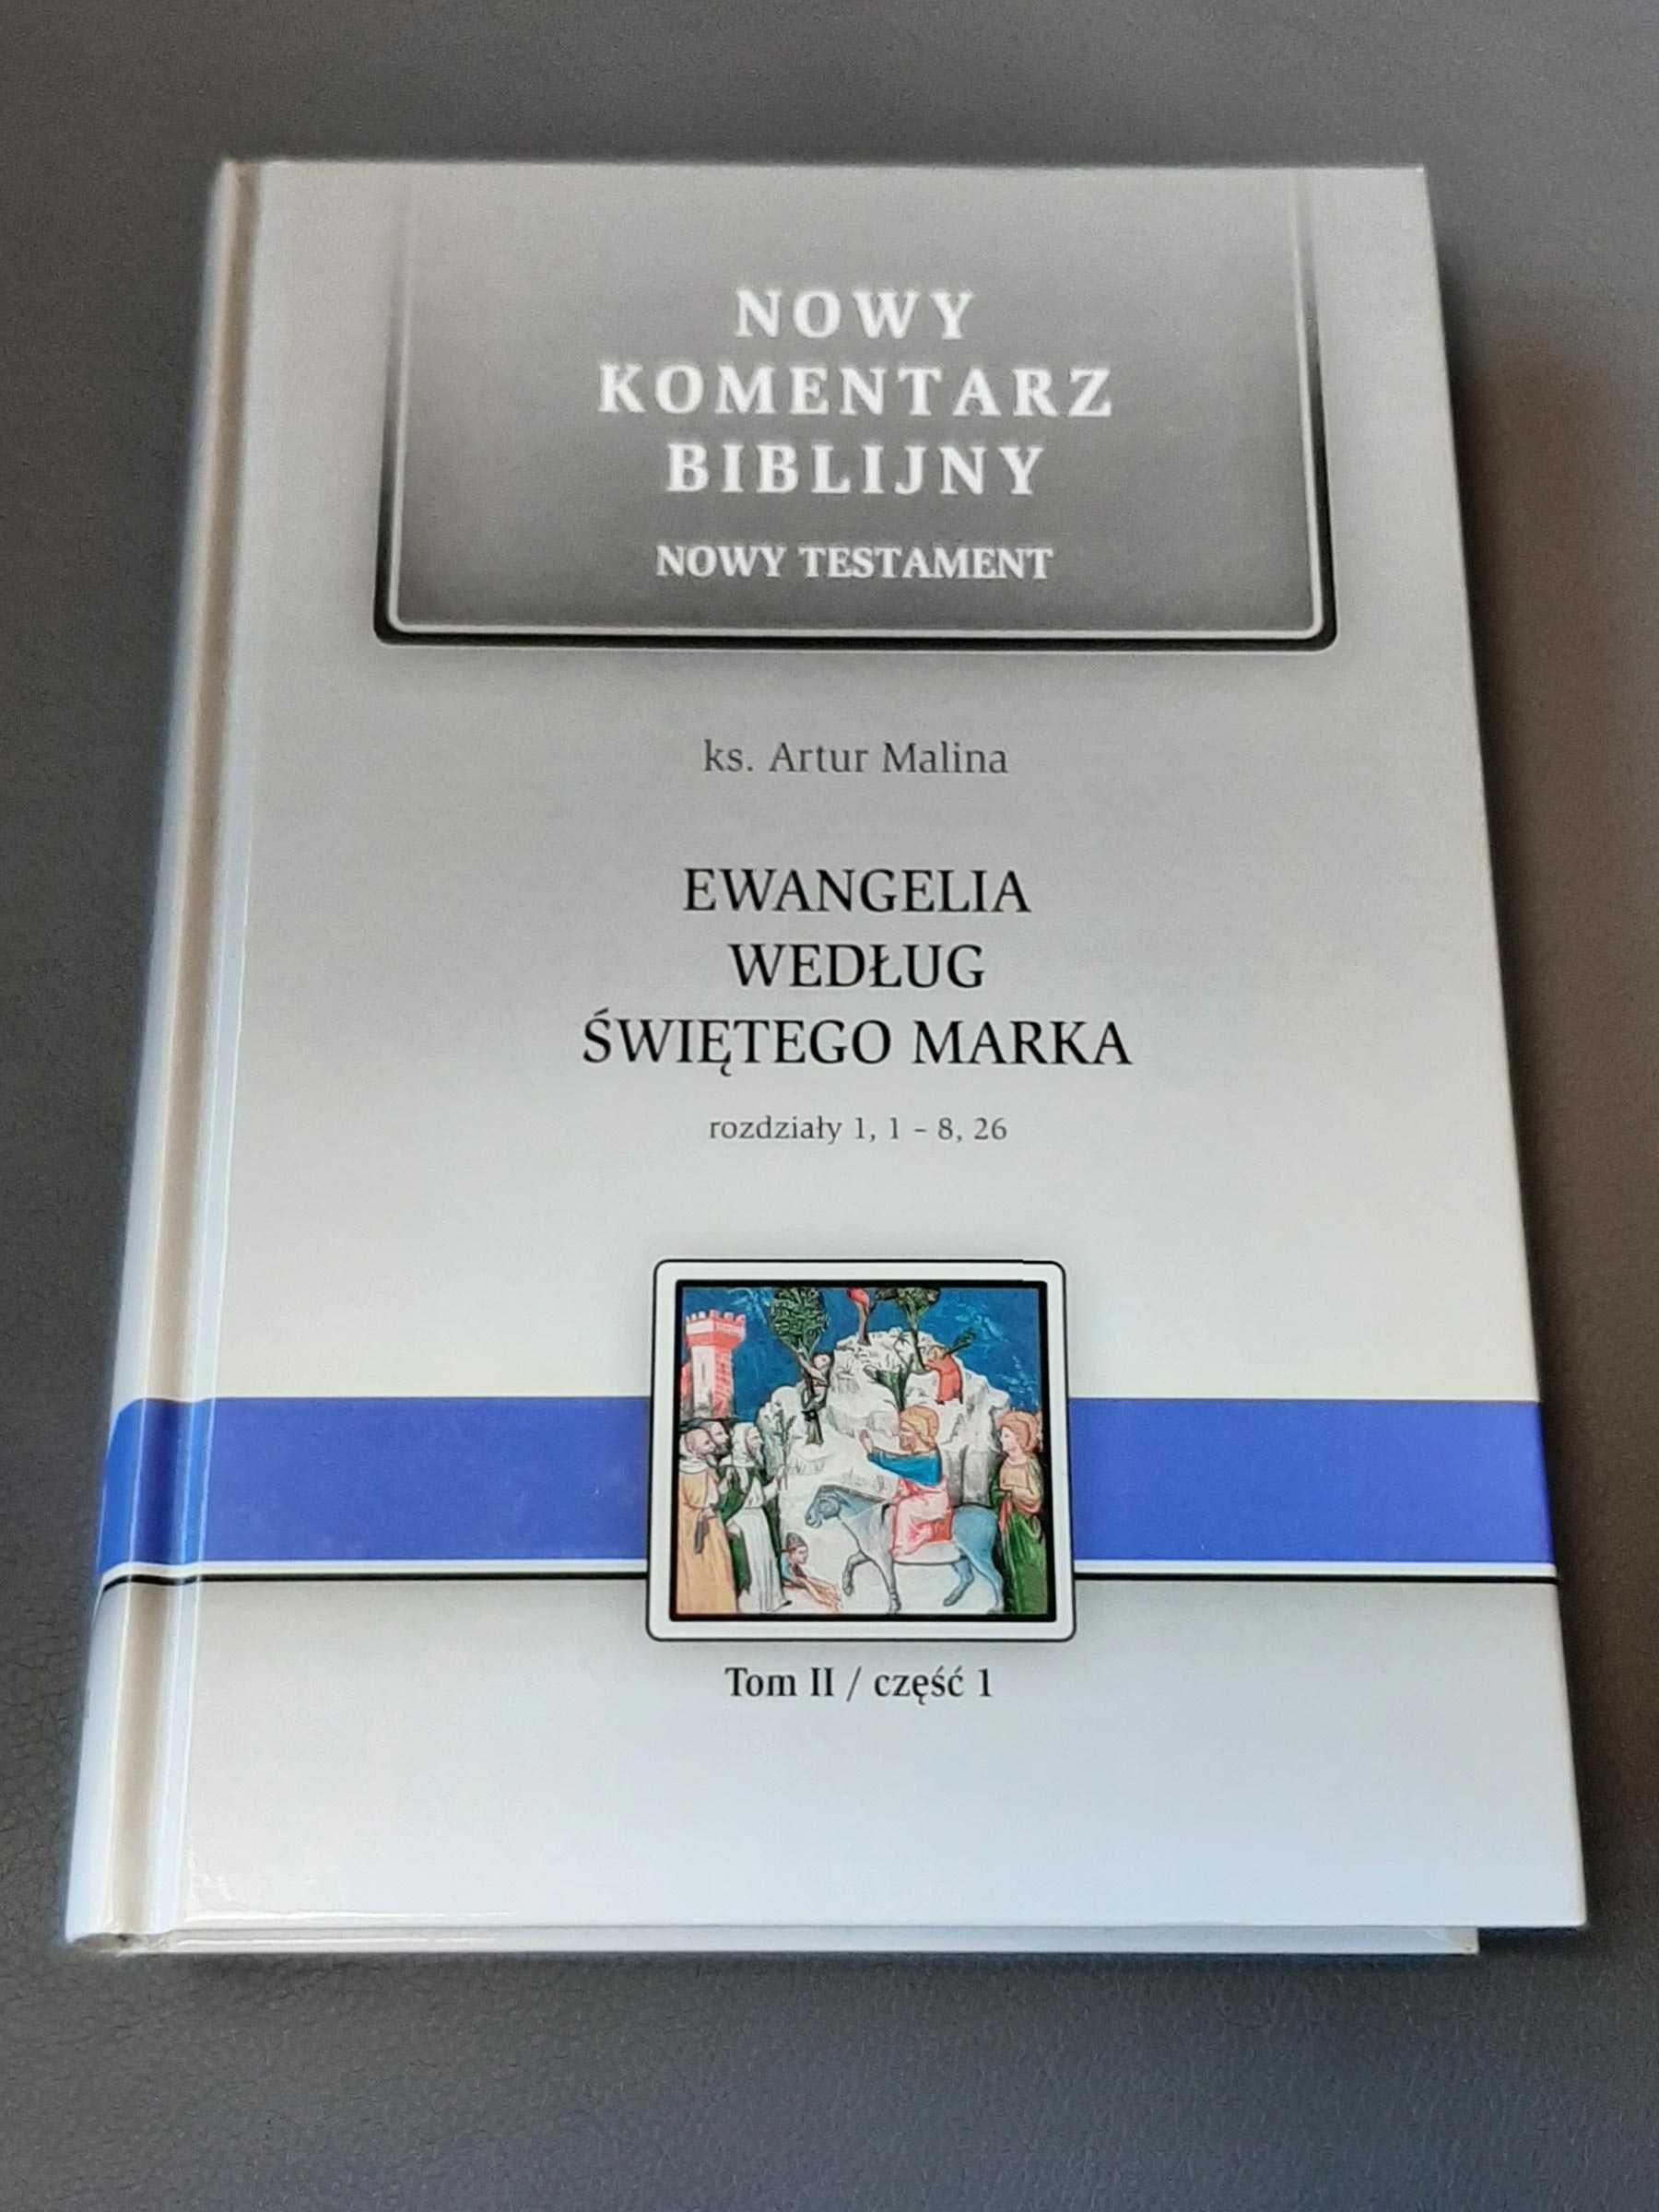 NOWY
KOMENTARZ
BIBLIJNY
NOWY TESTAMENT
ks. Artur Malina
EWANGELIA
WEDŁUG
ŚWIĘTEGO MARKA
rozdziały 1, 1 – 8, 26
Tom II / część 1